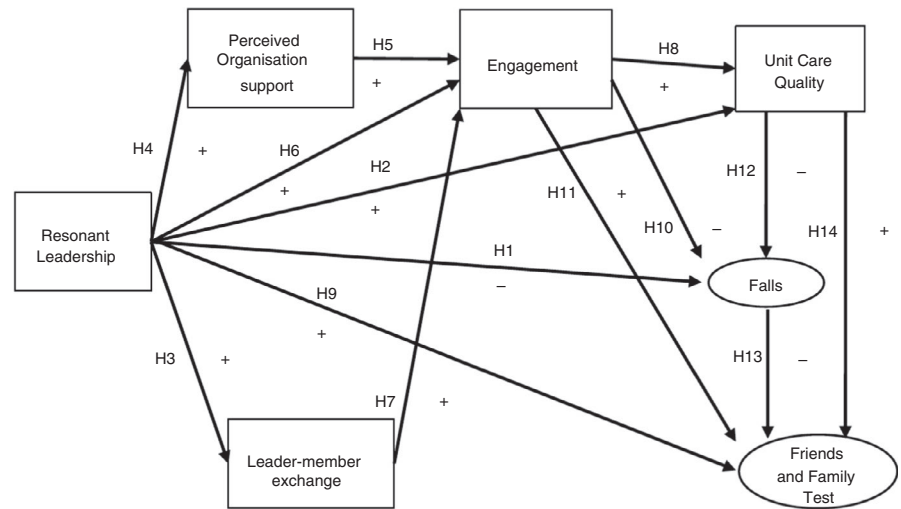 Perceived
Organisation
support
H5
+
Engagement
H8
+
Unit Care
Quality
H4
+
H6
+
H2
+
H11
+
H10
–
H12
–
H14
+
Resonant
Leadership
H1
–
Falls
H9
+
H3
+
H7
+
H13
–
Leader-member
exchange
Friends
and Family
Test